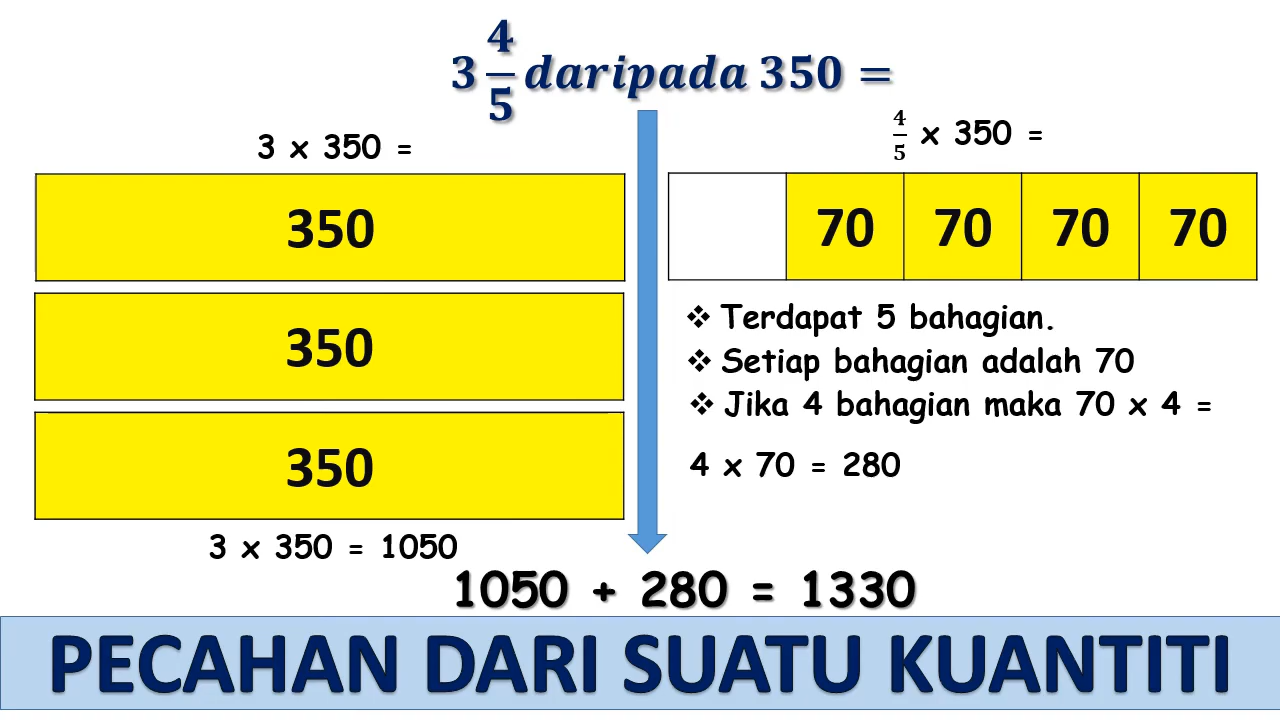 3 4/5 daripada 350 =
3 x 350 =
350
350
350
3 x 350 = 1050
4/5 x 350 =
70 70 70 70
❖ Terdapat 5 bahagian.
❖ Setiap bahagian adalah 70
❖ Jika 4 bahagian maka 70 x 4 =
4 x 70 = 280
1050 + 280 = 1330
PECAHAN DARI SUATU KUANTITI